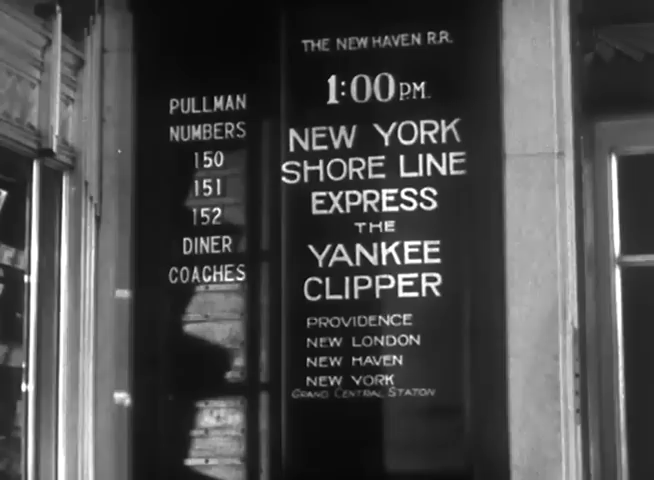 PULLMAN
NUMBERS
150
151
152
DINER
COACHES
THE NEW HAVEN R.R.
1:00 P.M.
NEW YORK
SHORE LINE
EXPRESS
THE
YANKEE
CLIPPER
PROVIDENCE
NEW LONDON
NEW HAVEN
NEW YORK
GRAND CENTRAL STATON